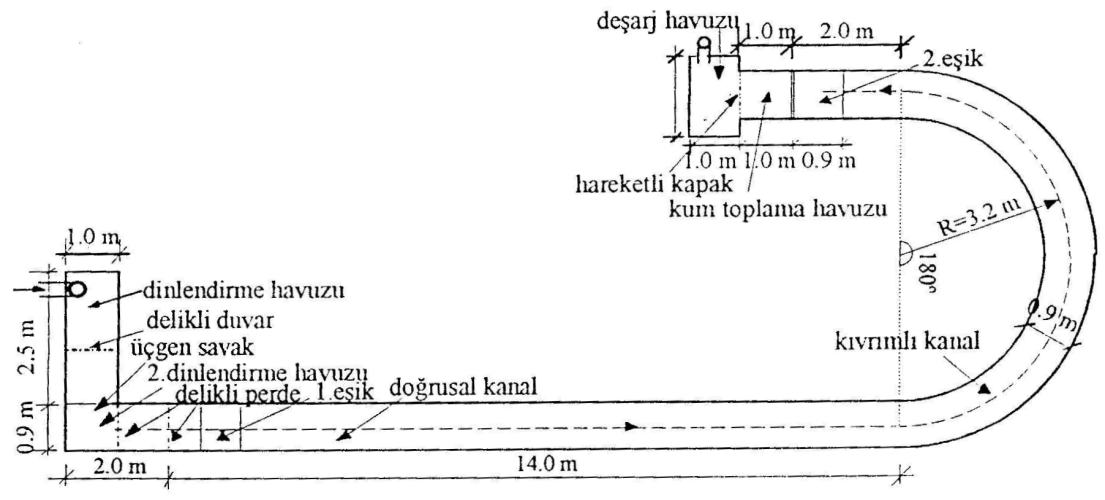 deşarj havuzu
1.0 m
2.0 m
2.eşik
1.0 m
1.0 m
0.9 m
hareketli kapak
kum toplama havuzu
R=3.2 m
180°
0.9 m
kıvrımlı kanal
1.0 m
dinlendirme havuzu
delikli duvar
üçgen savak
2.dinlendirme havuzu
delikli perde
1.eşik
doğrusal kanal
2.5 m
0.9 m
2.0 m
14.0 m